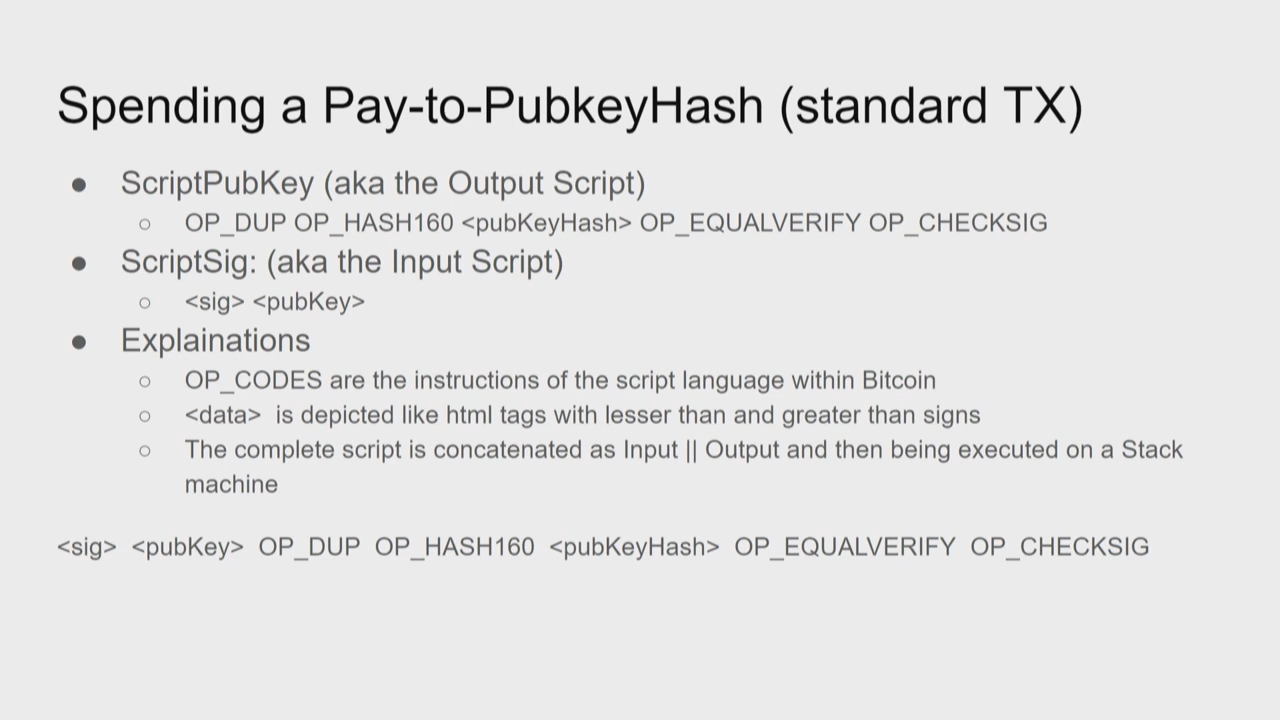 Spending a Pay-to-PubkeyHash (standard TX)
● ScriptPubKey (aka the Output Script)
○ OP_DUP OP_HASH160 <pubKeyHash> OP_EQUALVERIFY OP_CHECKSIG
● ScriptSig: (aka the Input Script)
○ <sig> <pubKey>
● Explainations
○ OP_CODES are the instructions of the script language within Bitcoin
○ <data>  is depicted like html tags with lesser than and greater than signs
○ The complete script is concatenated as Input || Output and then being executed on a Stack
machine
<sig>  <pubKey>  OP_DUP  OP_HASH160  <pubKeyHash>  OP_EQUALVERIFY  OP_CHECKSIG